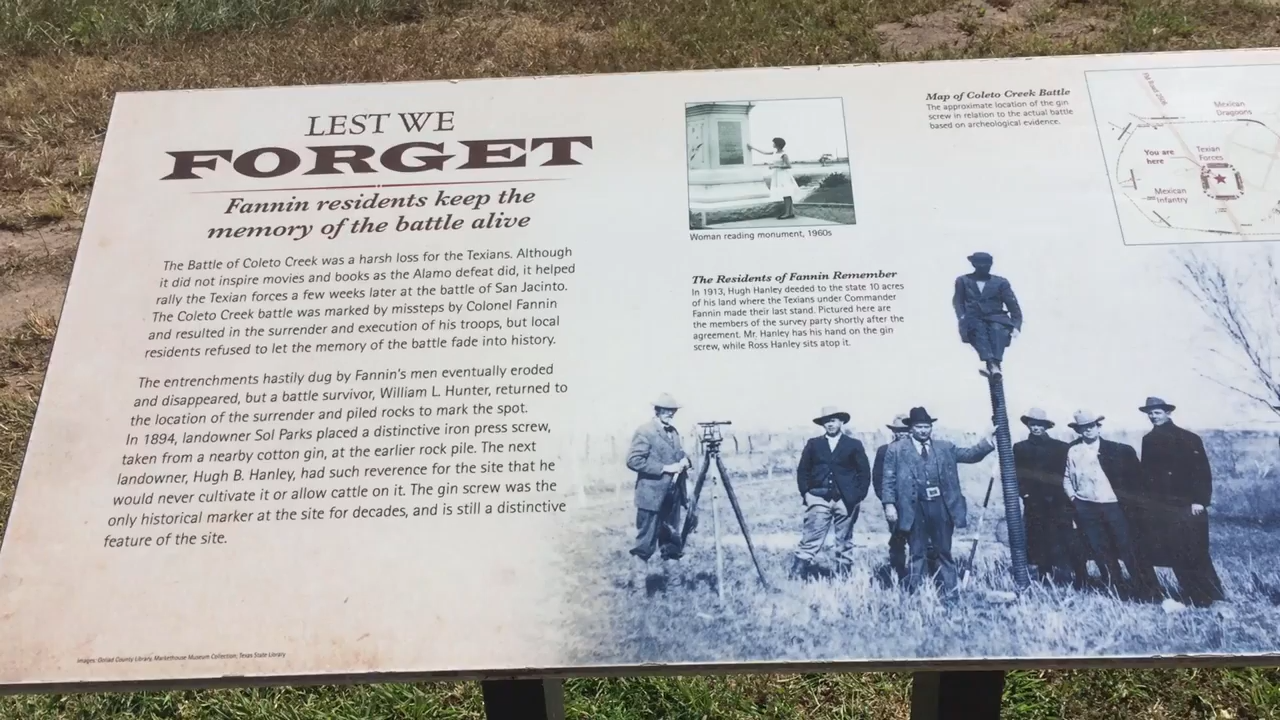 LEST WE
FORGET
Fannin residents keep the
memory of the battle alive
The Battle of Coleto Creek was a harsh loss for the Texians. Although
it did not inspire movies and books as the Alamo defeat did, it helped
rally the Texian forces a few weeks later at the battle of San Jacinto.
The Coleto Creek battle was marked by missteps by Colonel Fannin
and resulted in the surrender and execution of his troops, but local
residents refused to let the memory of the battle fade into history.
The entrenchments hastily dug by Fannin's men eventually eroded
and disappeared, but a battle survivor, William L. Hunter, returned to
the location of the surrender and piled rocks to mark the spot.
In 1894, landowner Sol Parks placed a distinctive iron press screw,
taken from a nearby cotton gin, at the earlier rock pile. The next
landowner, Hugh B. Hanley, had such reverence for the site that he
would never cultivate it or allow cattle on it. The gin screw was the
only historical marker at the site for decades, and is still a distinctive
feature of the site.
Images: Goliad County Library, Markethouse Museum Collection; Texas State Library
Woman reading monument, 1960s
The Residents of Fannin Remember
In 1913, Hugh Hanley deeded to the state 10 acres
of his land where the Texians under Commander
Fannin made their last stand. Pictured here are
the members of the survey party shortly after the
agreement. Mr. Hanley has his hand on the gin
screw, while Ross Hanley sits atop it.
Map of Coleto Creek Battle
The approximate location of the gin
screw in relation to the actual battle
based on archeological evidence.
Mexican
Dragoons
You are
here
Texian
Forces
Mexican
Infantry